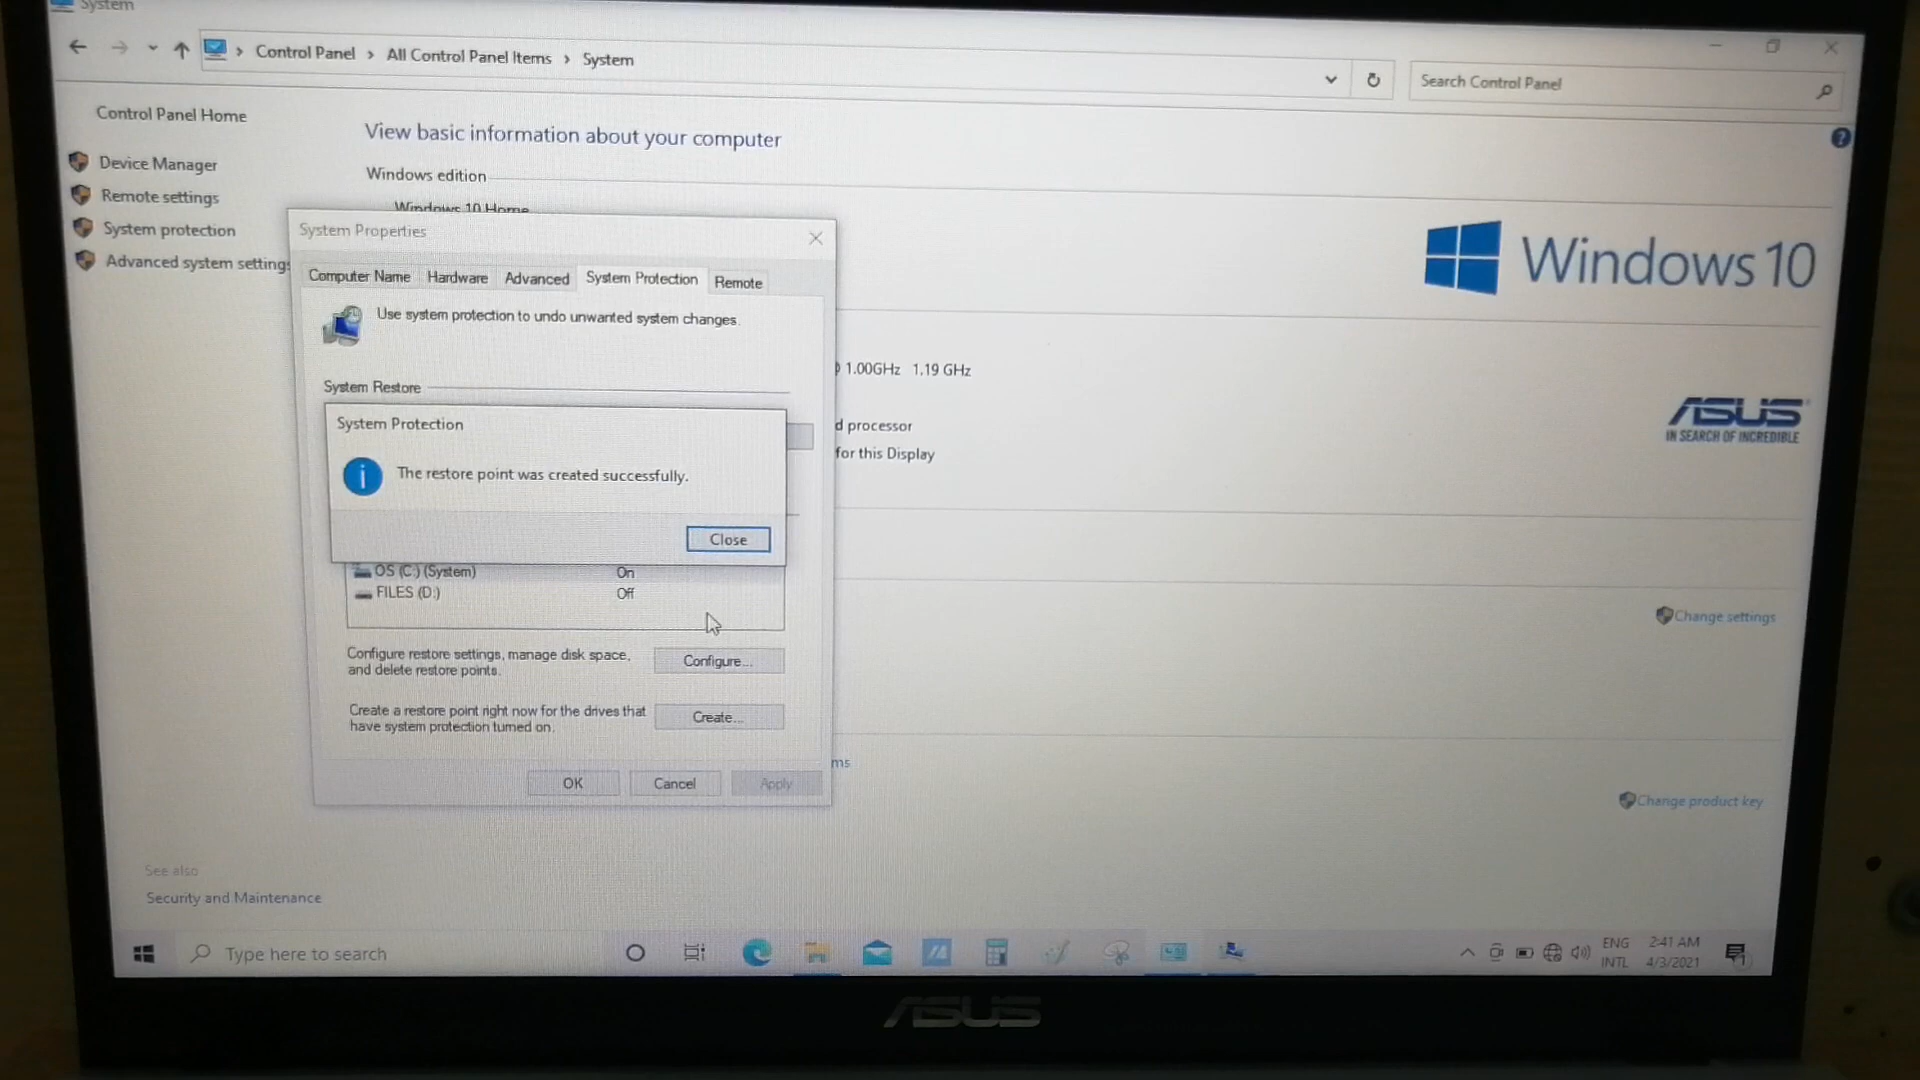 System
Control Panel › All Control Panel Items › System
Search Control Panel
Control Panel Home
Device Manager
Remote settings
System protection
Advanced system settings
View basic information about your computer
Windows edition
Windows 10 Home
Windows 10
System Properties
Computer Name Hardware Advanced System Protection Remote
Use system protection to undo unwanted system changes.
System Restore
System Protection
The restore point was created successfully.
Close
OS (C:) (System) On
FILES (D:) Off
Configure restore settings, manage disk space,
and delete restore points.
Configure...
Create a restore point right now for the drives that
have system protection turned on.
Create...
OK Cancel Apply
1.00GHz 1.19 GHz
d processor
for this Display
ms
ASUS
IN SEARCH OF INCREDIBLE
Change settings
Change product key
See also
Security and Maintenance
Type here to search
ENG
INTL
2:41 AM
4/3/2021
1
ASUS